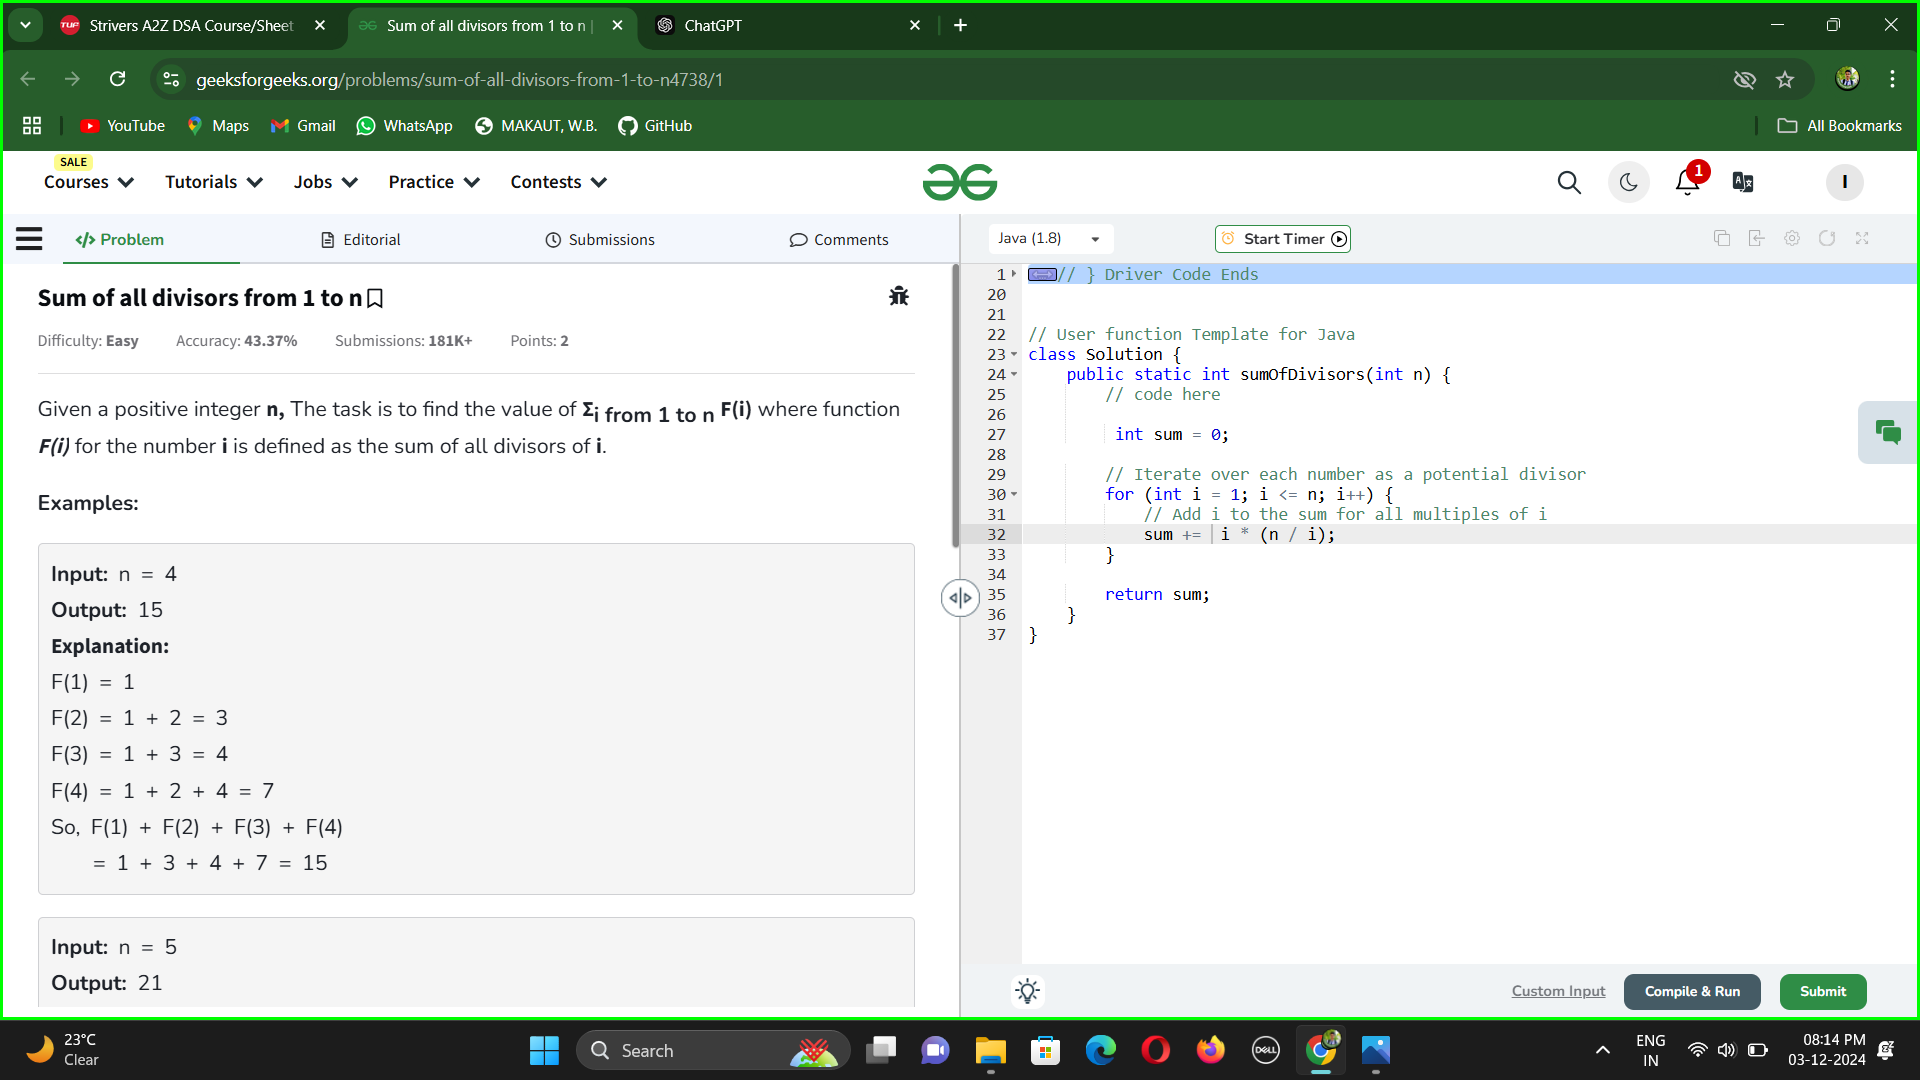 Strivers A2Z DSA Course/Sheet
Sum of all divisors from 1 to n |
ChatGPT
geeksforgeeks.org/problems/sum-of-all-divisors-from-1-to-n4738/1
YouTube
Maps
Gmail
WhatsApp
MAKAUT, W.B.
GitHub
All Bookmarks
SALE
Courses
Tutorials
Jobs
Practice
Contests
1
I
</> Problem
Editorial
Submissions
Comments
Java (1.8)
Start Timer
Sum of all divisors from 1 to n
Difficulty: Easy
Accuracy: 43.37%
Submissions: 181K+
Points: 2
Given a positive integer n, The task is to find the value of Σi from 1 to n F(i) where function
F(i) for the number i is defined as the sum of all divisors of i.
Examples:
Input: n = 4
Output: 15
Explanation:
F(1) = 1
F(2) = 1 + 2 = 3
F(3) = 1 + 3 = 4
F(4) = 1 + 2 + 4 = 7
So, F(1) + F(2) + F(3) + F(4)
= 1 + 3 + 4 + 7 = 15
Input: n = 5
Output: 21
1 // } Driver Code Ends
20
21
22 // User function Template for Java
23 class Solution {
24 public static int sumOfDivisors(int n) {
25 // code here
26
27 int sum = 0;
28
29 // Iterate over each number as a potential divisor
30 for (int i = 1; i <= n; i++) {
31 // Add i to the sum for all multiples of i
32 sum += i * (n / i);
33 }
34
35 return sum;
36 }
37 }
Custom Input
Compile & Run
Submit
23°C
Clear
Search
DELL
ENG
IN
08:14 PM
03-12-2024